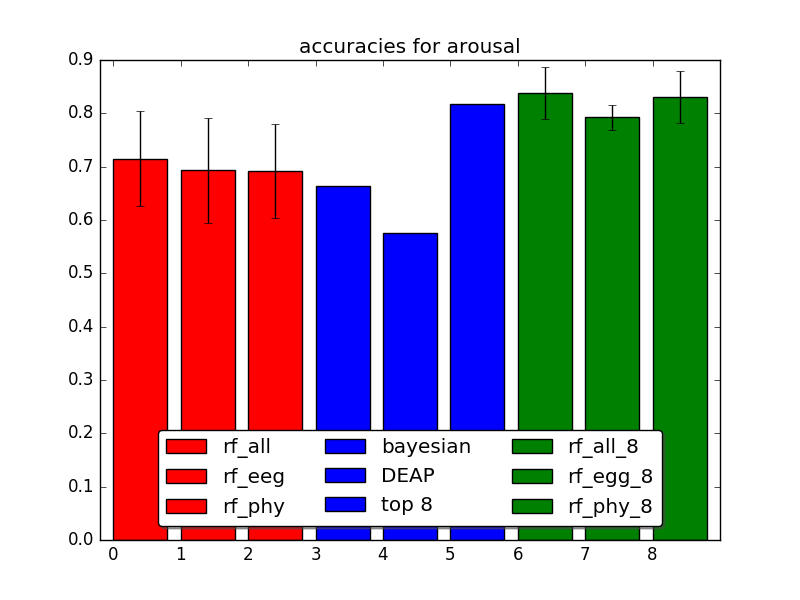 accuracies for arousal
0.9
0.8
0.7
0.6
0.5
0.4
0.3
0.2
0.1
0.0
rf_all bayesian rf_all_8
rf_eeg DEAP rf_egg_8
rf_phy top 8 rf_phy_8
0 1 2 3 4 5 6 7 8